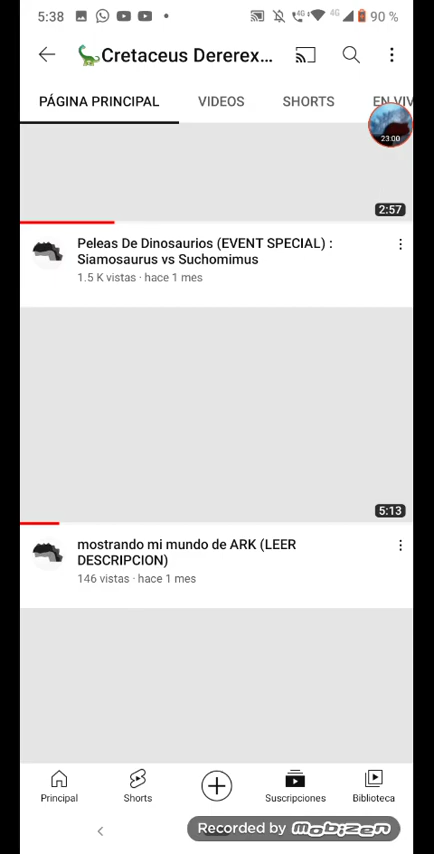 5:38
4G
4G
90 %
🦕Cretaceus Dererex...
PÁGINA PRINCIPAL
VIDEOS
SHORTS
EN VIV
23:00
2:57
Peleas De Dinosaurios (EVENT SPECIAL) :
Siamosaurus vs Suchomimus
1.5 K vistas · hace 1 mes
5:13
mostrando mi mundo de ARK (LEER
DESCRIPCION)
146 vistas · hace 1 mes
Principal
Shorts
Suscripciones
Biblioteca
Recorded by mobizen